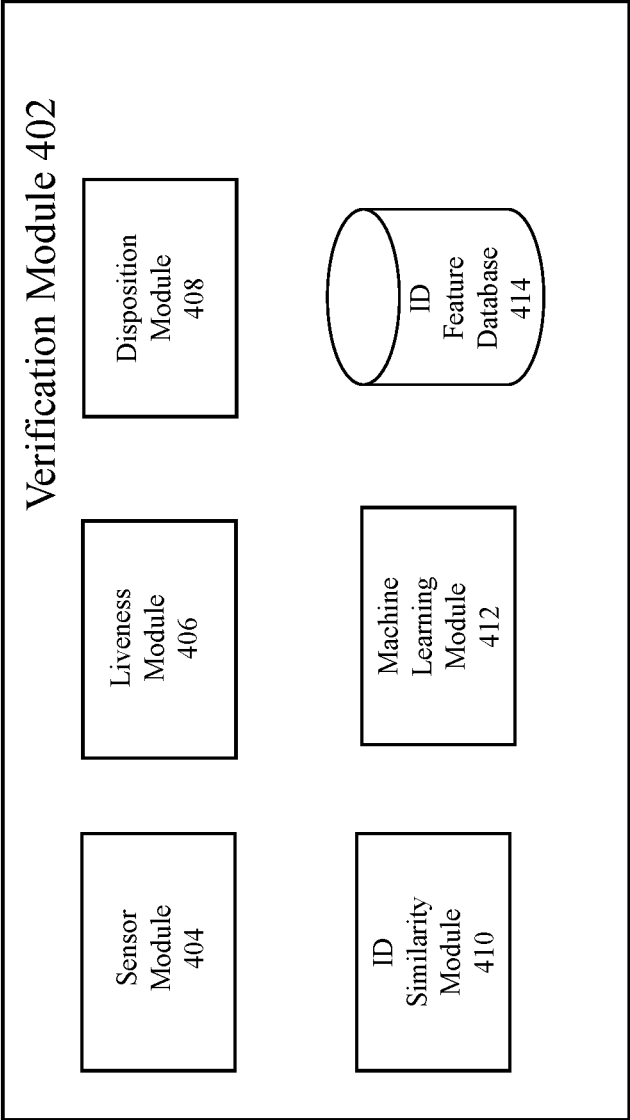 Verification Module 402
Sensor
Module
404
Liveness
Module
406
Disposition
Module
408
ID
Similarity
Module
410
Machine
Learning
Module
412
ID
Feature
Database
414